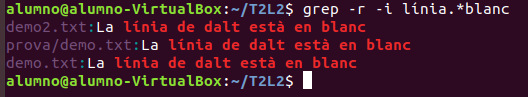 alumno@alumno-VirtualBox:~/T2L2$ grep -r -i línia.*blanc
demo2.txt:La línia de dalt està en blanc
prova/demo.txt:La línia de dalt està en blanc
demo.txt:La línia de dalt està en blanc
alumno@alumno-VirtualBox:~/T2L2$